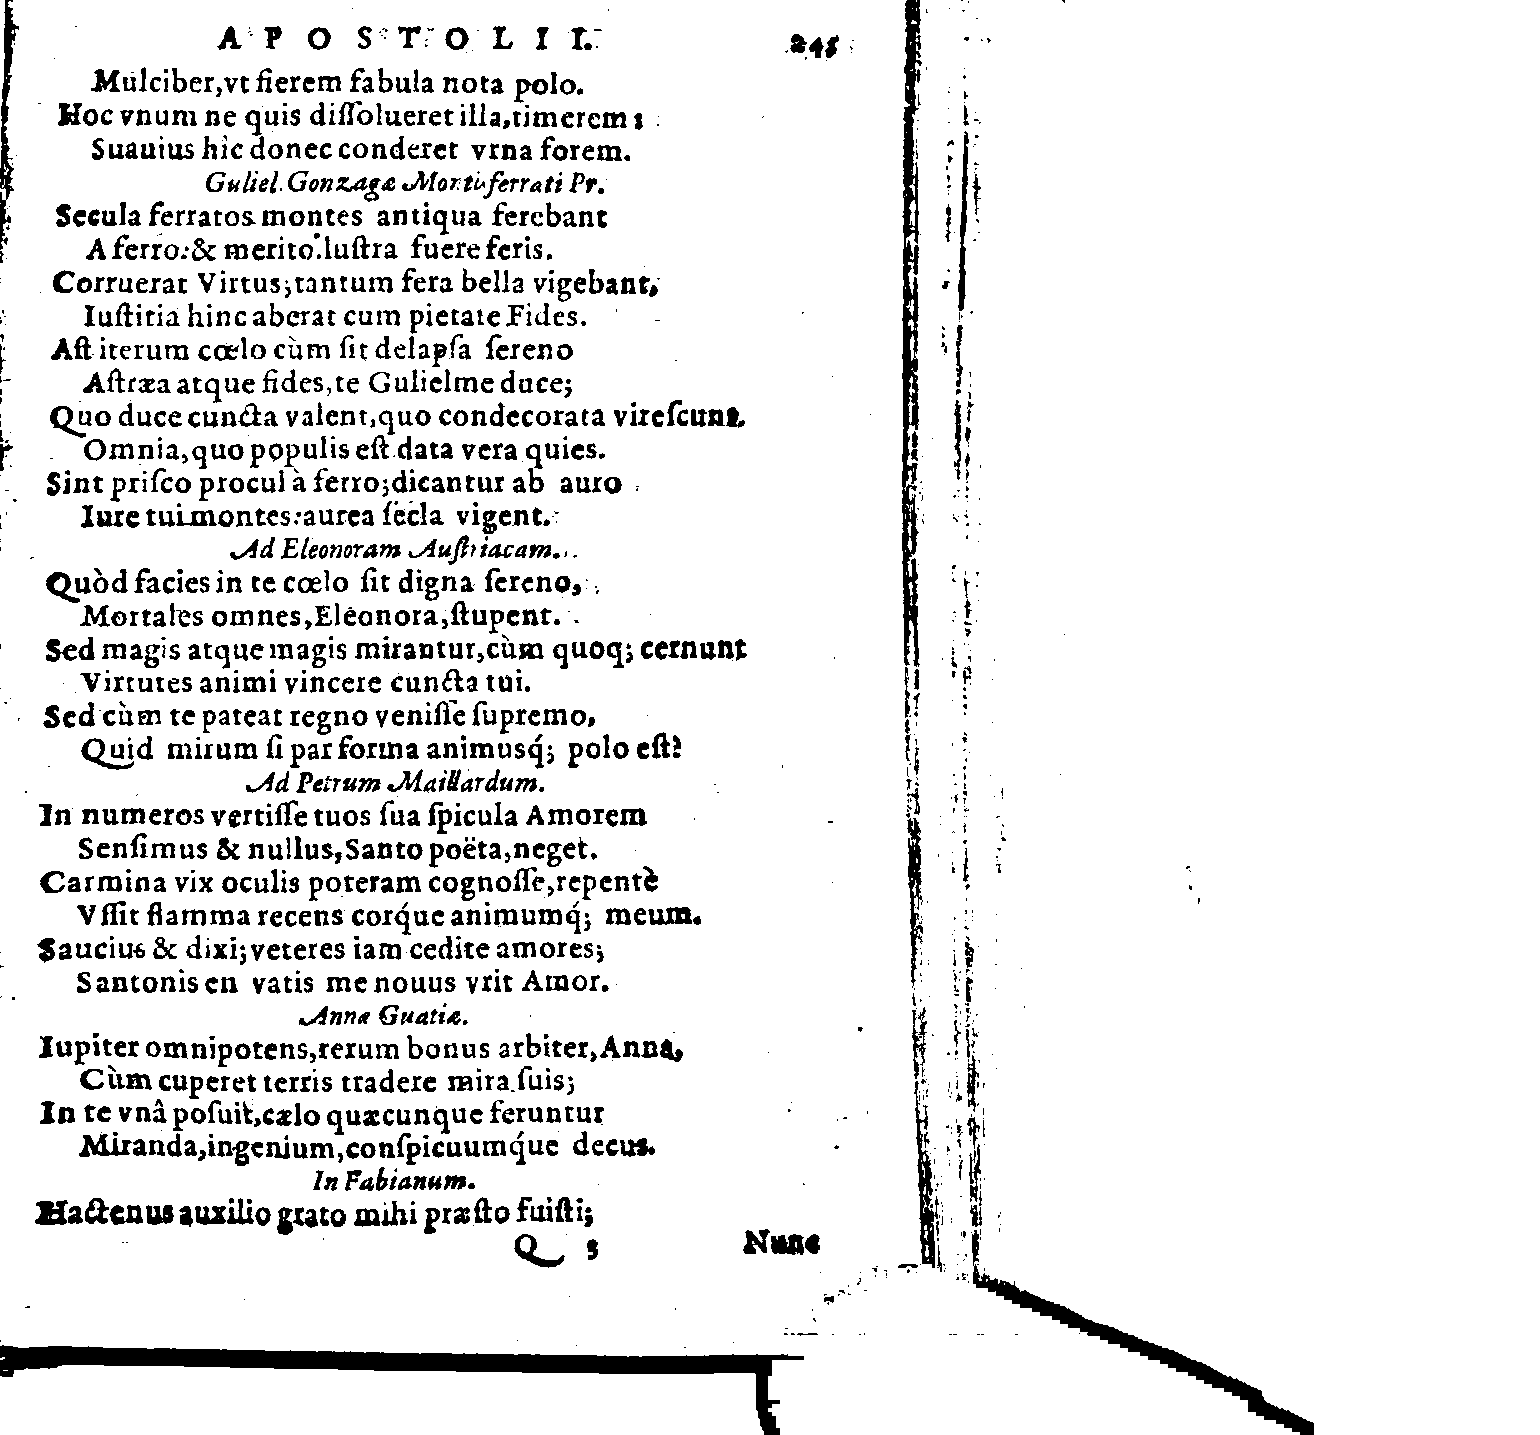 APOSTOLII. 245
Mulciber,vt fierem fabula nota polo.
Hoc vnum ne quis diſſolueret illa,timerem:
Suauius hîc donec conderet vrna forem.
Guliel. Gonzagæ Montisferrati Pr.
Secula ferratos montes antiqua ferebant
A ferro:& merito:luſtra fuere feris.
Corruerat Virtus;tantum fera bella vigebant,
Iuſtitia hinc aberat cum pietate Fides.
Aſt iterum cœlo cùm ſit delapſa ſereno
Aſtræa atque fides,te Gulielme duce;
Quo duce cuncta valent,quo condecorata vireſcunt
Omnia,quo populis eſt data vera quies.
Sint priſco procul à ferro;dicantur ab auro
Iure tui montes:aurea ſecla vigent.
Ad Eleonoram Auſtriacam.
Quòd facies in te cœlo ſit digna ſereno,
Mortales omnes,Eleonora,ſtupent.
Sed magis atque magis mirantur,cùm quoq; cernunt
Virtutes animi vincere cuncta tui.
Sed cùm te pateat regno veniſſe ſupremo,
Quid mirum ſi par forma animusq́; polo eſt?
Ad Petrum Maillardum.
In numeros vertiſſe tuos ſua ſpicula Amorem
Senſimus & nullus,Santo poëta,neget.
Carmina vix oculis poteram cognoſſe,repentè
Vſſit flamma recens corq́ue animumq́; meum.
Saucius & dixi;veteres iam cedite amores;
Santonis en vatis me nouus vrit Amor.
Annæ Guatiæ.
Iupiter omnipotens,rerum bonus arbiter,Anna,
Cùm cuperet terris tradere mira ſuis;
In te vnâ poſuit,cælo quæcunque feruntur
Miranda,ingenium,conſpicuumq́ue decus.
In Fabianum.
Hactenus auxilio grato mihi præſto fuiſti;
Q 5 Nunc